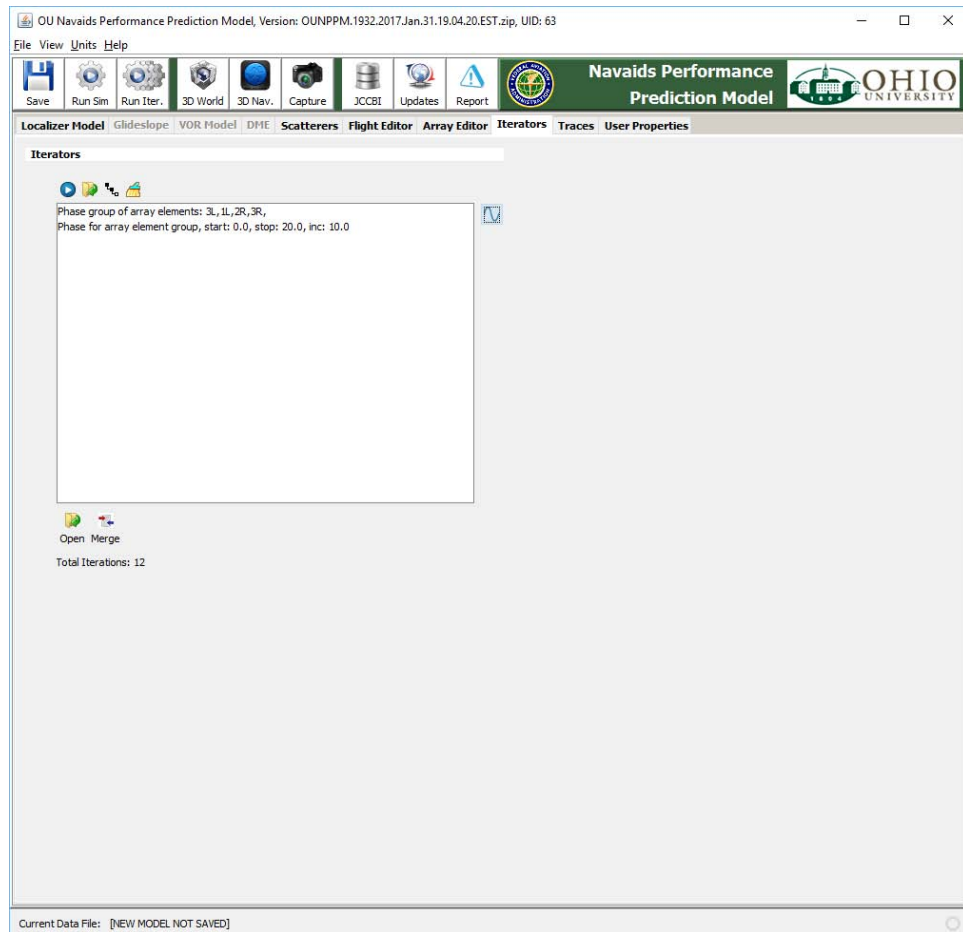 OU Navaids Performance Prediction Model, Version: OUNPPM.1932.2017.Jan.31.19.04.20.EST.zip, UID: 63
File View Units Help
Save Run Sim Run Iter. 3D World 3D Nav. Capture JCCBI Updates Report
Navaids Performance
Prediction Model
OHIO
UNIVERSITY
1804
Localizer Model Glideslope VOR Model DME Scatterers Flight Editor Array Editor Iterators Traces User Properties
Iterators
Phase group of array elements: 3L,1L,2R,3R,
Phase for array element group, start: 0.0, stop: 20.0, inc: 10.0
Open Merge
Total Iterations: 12
Current Data File: [NEW MODEL NOT SAVED]